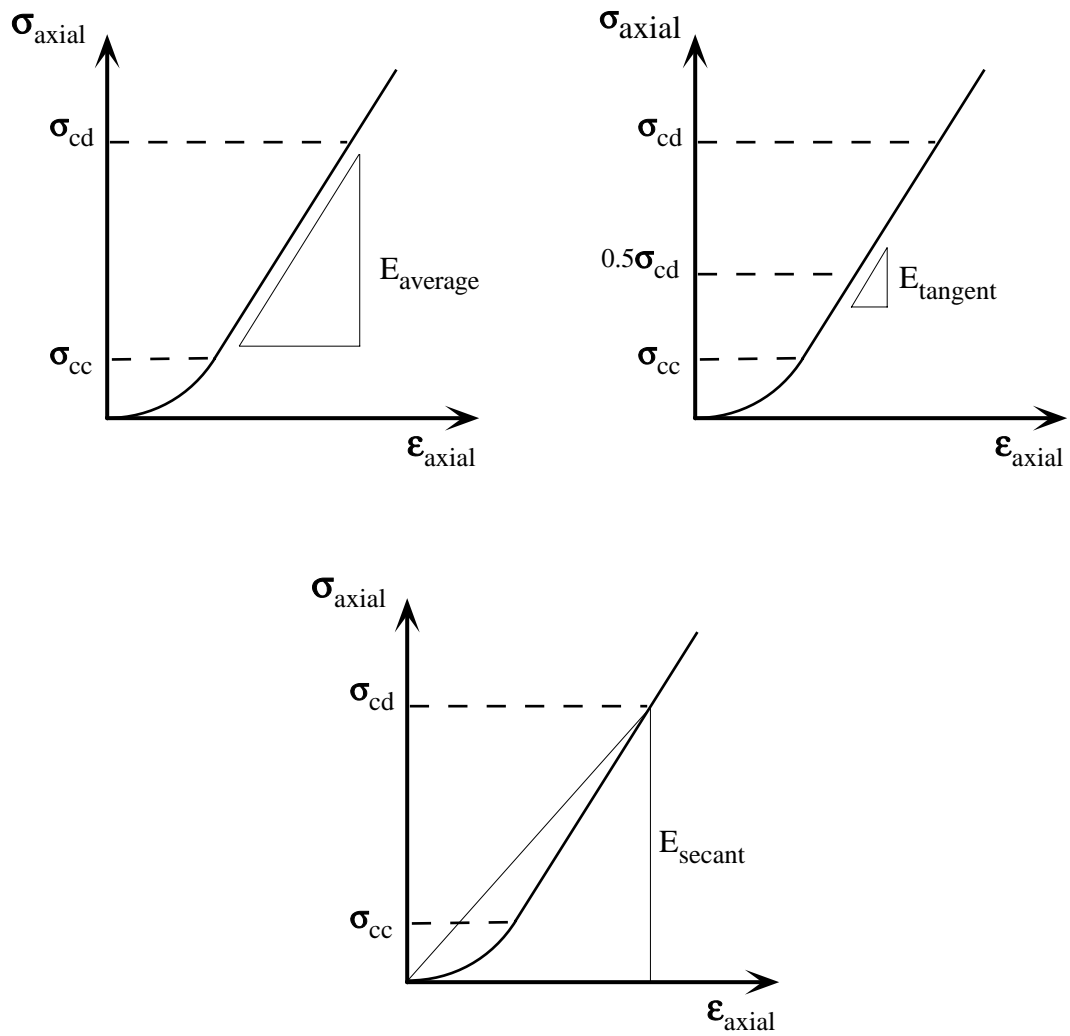 σaxial
σcd
Eaverage
σcc
εaxial
σaxial
σcd
0.5σcd
Etangent
σcc
εaxial
σaxial
σcd
Esecant
σcc
εaxial